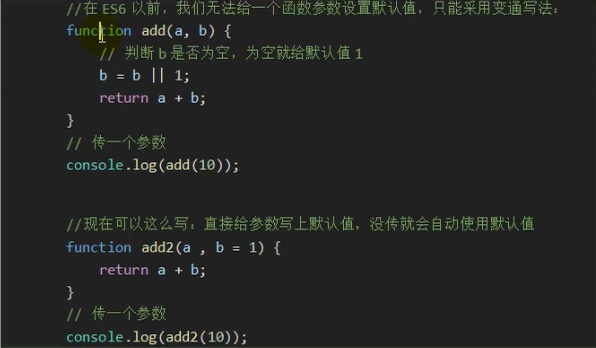 //在 ES6 以前，我们无法给一个函数参数设置默认值，只能采用变通写法：
function add(a, b) {
// 判断 b 是否为空，为空就给默认值 1
b = b || 1;
return a + b;
}
// 传一个参数
console.log(add(10));
//现在可以这么写：直接给参数写上默认值，没传就会自动使用默认值
function add2(a , b = 1) {
return a + b;
}
// 传一个参数
console.log(add2(10));